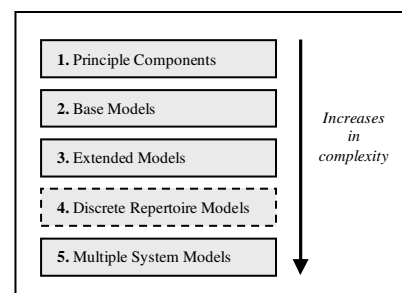 1. Principle Components
2. Base Models
3. Extended Models
4. Discrete Repertoire Models
5. Multiple System Models
Increases
in
complexity